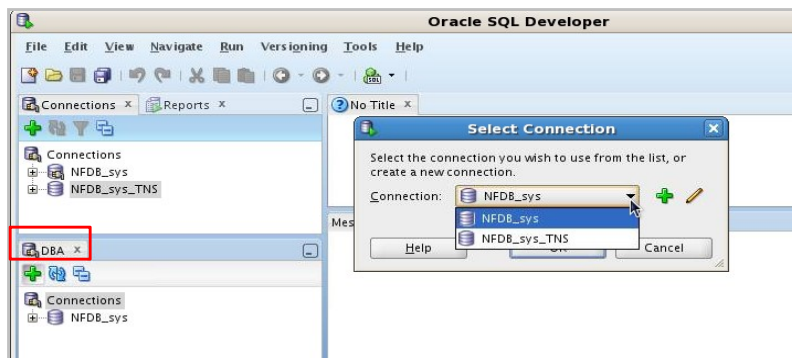 Oracle SQL Developer
File Edit View Navigate Run Versioning Tools Help
SQL
Connections x Reports x
No Title x
Connections
NFDB_sys
NFDB_sys_TNS
Select Connection
Select the connection you wish to use from the list, or
create a new connection.
Connection: NFDB_sys
NFDB_sys
NFDB_sys_TNS
Help Cancel
Mes
DBA x
Connections
NFDB_sys